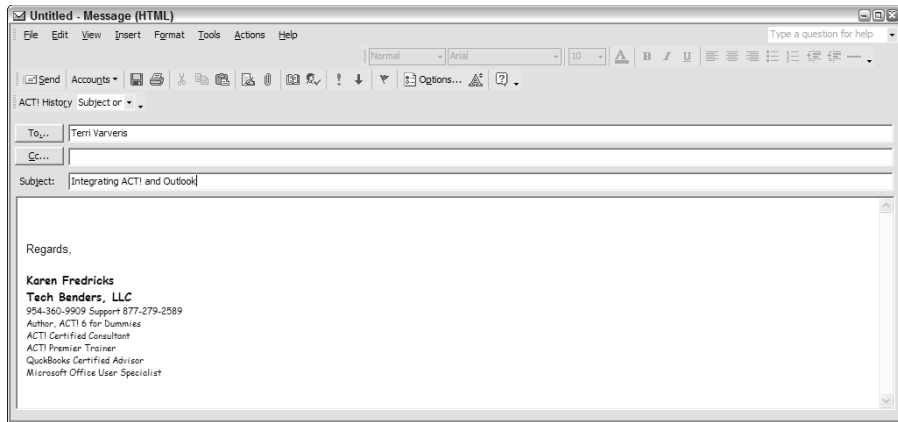 Untitled - Message (HTML)
File Edit View Insert Format Tools Actions Help
Type a question for help
Normal Arial 10 A B I U
Send Accounts Options...
ACT! History Subject or
To...
Terri Varveris
Cc...
Subject: Integrating ACT! and Outlook
Regards,
Karen Fredricks
Tech Benders, LLC
954-360-9909 Support 877-279-2589
Author, ACT! 6 for Dummies
ACT! Certified Consultant
ACT! Premier Trainer
QuickBooks Certified Advisor
Microsoft Office User Specialist